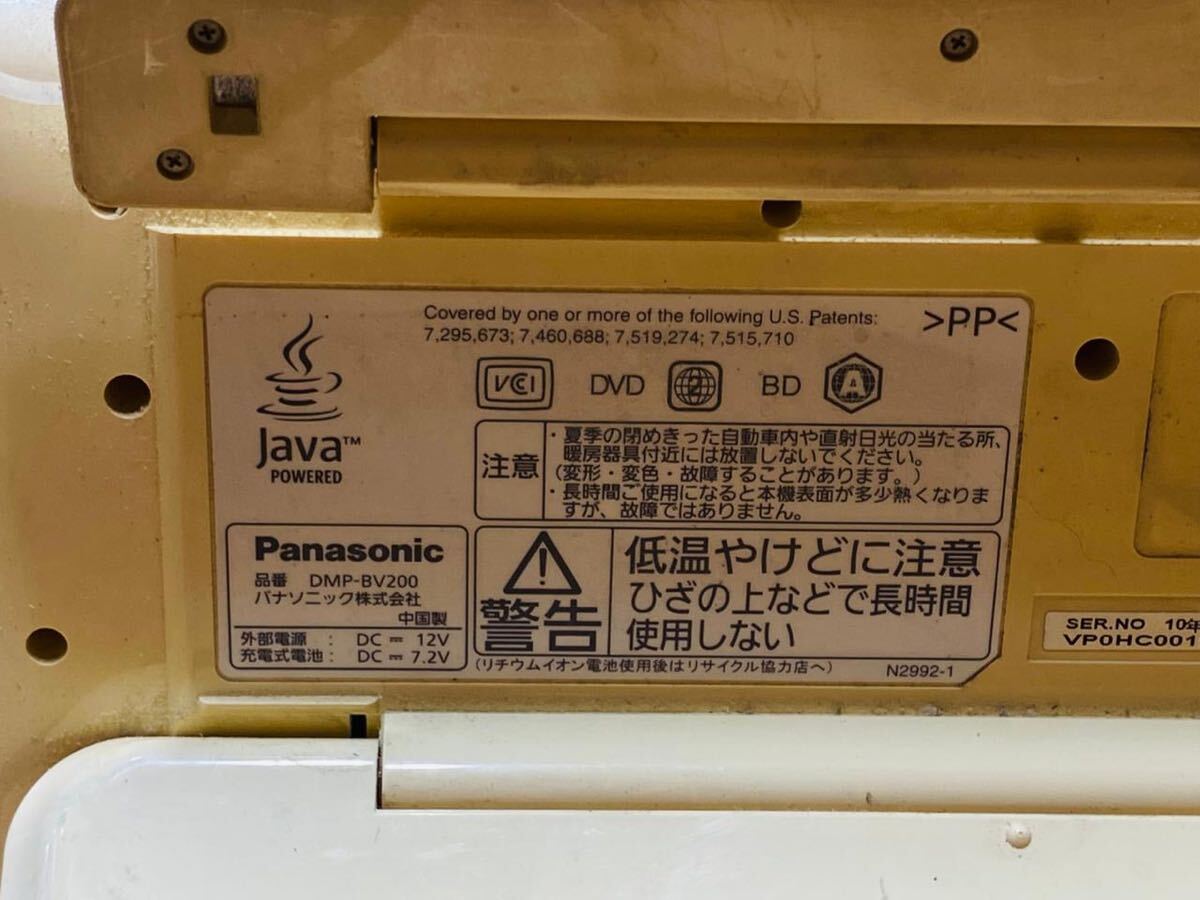 Covered by one or more of the following U.S. Patents:
7,295,673; 7,460,688; 7,519,274; 7,515,710
>PP<
Java™
POWERED
VCCI
DVD
2
BD
A
注意
・夏季の閉めきった自動車内や直射日光の当たる所、
暖房器具付近には放置しないでください。
(変形・変色・故障することがあります。)
・長時間ご使用になると本機表面が多少熱くなりま
すが、故障ではありません。
Panasonic
品番 DMP-BV200
パナソニック株式会社
中国製
外部電源 : DC ⎓ 12V
充電式電池 : DC ⎓ 7.2V
警告
低温やけどに注意
ひざの上などで長時間
使用しない
(リチウムイオン電池使用後はリサイクル協力店へ)
N2992-1
SER.NO 10年
VP0HC001